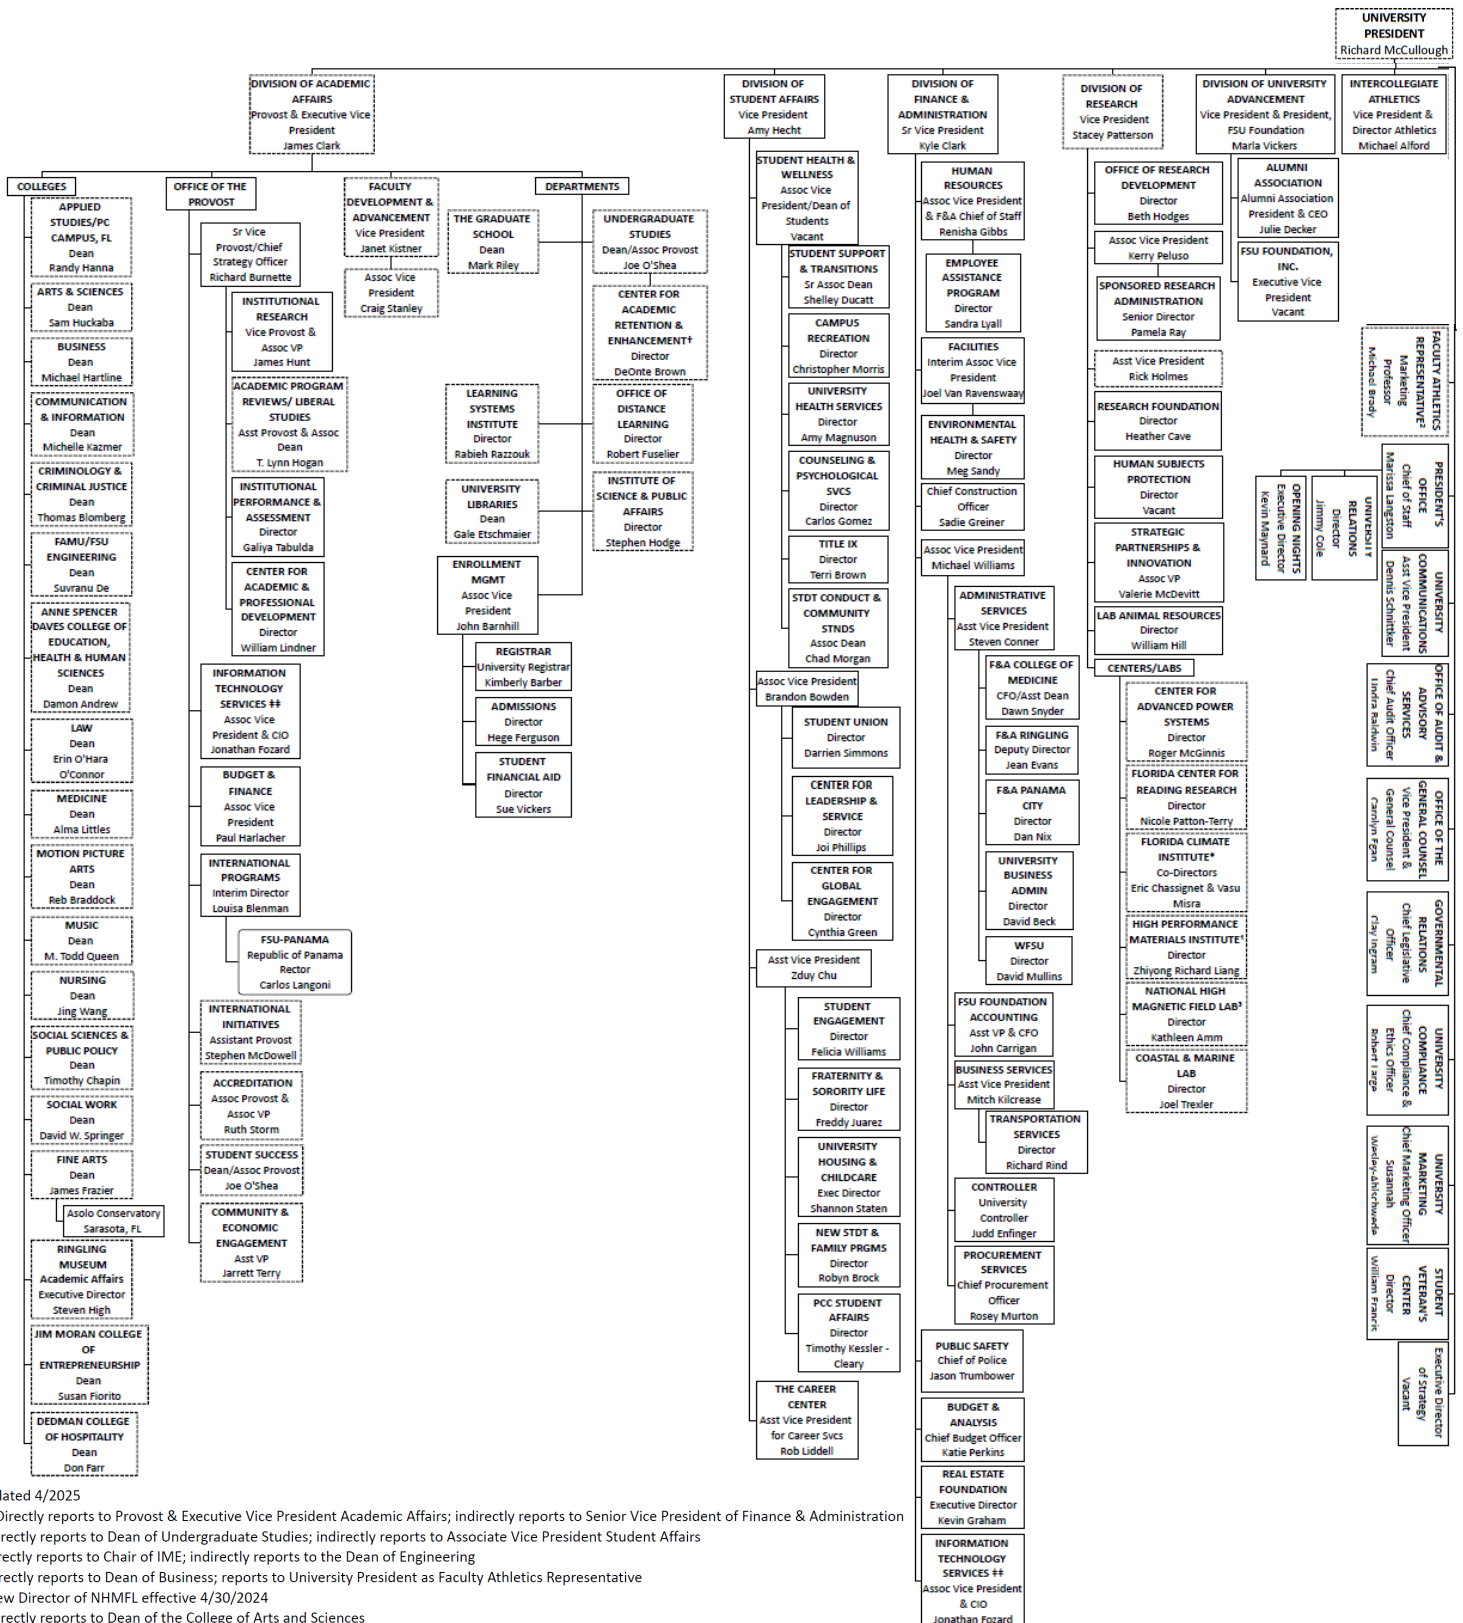 UNIVERSITY
PRESIDENT
Richard McCullough
DIVISION OF ACADEMIC
AFFAIRS
Provost & Executive Vice
President
James Clark
DIVISION OF
STUDENT AFFAIRS
Vice President
Amy Hecht
DIVISION OF
FINANCE &
ADMINISTRATION
Sr Vice President
Kyle Clark
DIVISION OF
RESEARCH
Vice President
Stacey Patterson
DIVISION OF UNIVERSITY
ADVANCEMENT
Vice President & President,
FSU Foundation
Marla Vickers
INTERCOLLEGIATE
ATHLETICS
Vice President &
Director Athletics
Michael Alford
COLLEGES
APPLIED
STUDIES/PC
CAMPUS, FL
Dean
Randy Hanna
ARTS & SCIENCES
Dean
Sam Huckaba
BUSINESS
Dean
Michael Hartline
COMMUNICATION
& INFORMATION
Dean
Michelle Kazmer
CRIMINOLOGY &
CRIMINAL JUSTICE
Dean
Thomas Blomberg
FAMU/FSU
ENGINEERING
Dean
Suvranu De
ANNE SPENCER
DAVES COLLEGE OF
EDUCATION,
HEALTH & HUMAN
SCIENCES
Dean
Damon Andrew
LAW
Dean
Erin O'Hara
O'Connor
MEDICINE
Dean
Alma Littles
MOTION PICTURE
ARTS
Dean
Reb Braddock
MUSIC
Dean
M. Todd Queen
NURSING
Dean
Jing Wang
SOCIAL SCIENCES &
PUBLIC POLICY
Dean
Timothy Chapin
SOCIAL WORK
Dean
David W. Springer
FINE ARTS
Dean
James Frazier
Asolo Conservatory
Sarasota, FL
RINGLING
MUSEUM
Academic Affairs
Executive Director
Steven High
JIM MORAN COLLEGE
OF
ENTREPRENEURSHIP
Dean
Susan Fiorito
DEDMAN COLLEGE
OF HOSPITALITY
Dean
Don Farr
OFFICE OF THE
PROVOST
Sr Vice
Provost/Chief
Strategy Officer
Richard Burnette
INSTITUTIONAL
RESEARCH
Vice Provost &
Assoc VP
James Hunt
ACADEMIC PROGRAM
REVIEWS/ LIBERAL
STUDIES
Asst Provost & Assoc
Dean
T. Lynn Hogan
INSTITUTIONAL
PERFORMANCE &
ASSESSMENT
Director
Galiya Tabulda
CENTER FOR
ACADEMIC &
PROFESSIONAL
DEVELOPMENT
Director
William Lindner
INFORMATION
TECHNOLOGY
SERVICES ‡‡
Assoc Vice
President & CIO
Jonathan Fozard
BUDGET &
FINANCE
Assoc Vice
President
Paul Harlacher
INTERNATIONAL
PROGRAMS
Interim Director
Louisa Blenman
FSU-PANAMA
Republic of Panama
Rector
Carlos Langoni
INTERNATIONAL
INITIATIVES
Assistant Provost
Stephen McDowell
ACCREDITATION
Assoc Provost &
Assoc VP
Ruth Storm
STUDENT SUCCESS
Dean/Assoc Provost
Joe O'Shea
COMMUNITY &
ECONOMIC
ENGAGEMENT
Asst VP
Jarrett Terry
FACULTY
DEVELOPMENT &
ADVANCEMENT
Vice President
Janet Kistner
Assoc Vice
President
Craig Stanley
DEPARTMENTS
THE GRADUATE
SCHOOL
Dean
Mark Riley
UNDERGRADUATE
STUDIES
Dean/Assoc Provost
Joe O'Shea
CENTER FOR
ACADEMIC
RETENTION &
ENHANCEMENT†
Director
DeOnte Brown
LEARNING
SYSTEMS
INSTITUTE
Director
Rabieh Razzouk
OFFICE OF
DISTANCE
LEARNING
Director
Robert Fuselier
UNIVERSITY
LIBRARIES
Dean
Gale Etschmaier
INSTITUTE OF
SCIENCE & PUBLIC
AFFAIRS
Director
Stephen Hodge
ENROLLMENT
MGMT
Assoc Vice
President
John Barnhill
REGISTRAR
University Registrar
Kimberly Barber
ADMISSIONS
Director
Hege Ferguson
STUDENT
FINANCIAL AID
Director
Sue Vickers
STUDENT HEALTH &
WELLNESS
Assoc Vice
President/Dean of
Students
Vacant
STUDENT SUPPORT
& TRANSITIONS
Sr Assoc Dean
Shelley Ducatt
CAMPUS
RECREATION
Director
Christopher Morris
UNIVERSITY
HEALTH SERVICES
Director
Amy Magnuson
COUNSELING &
PSYCHOLOGICAL
SVCS
Director
Carlos Gomez
TITLE IX
Director
Terri Brown
STDT CONDUCT &
COMMUNITY
STNDS
Assoc Dean
Chad Morgan
Assoc Vice President
Brandon Bowden
STUDENT UNION
Director
Darrien Simmons
CENTER FOR
LEADERSHIP &
SERVICE
Director
Joi Phillips
CENTER FOR
GLOBAL
ENGAGEMENT
Director
Cynthia Green
Asst Vice President
Zduy Chu
STUDENT
ENGAGEMENT
Director
Felicia Williams
FRATERNITY &
SORORITY LIFE
Director
Freddy Juarez
UNIVERSITY
HOUSING &
CHILDCARE
Exec Director
Shannon Staten
NEW STDT &
FAMILY PRGMS
Director
Robyn Brock
PCC STUDENT
AFFAIRS
Director
Timothy Kessler -
Cleary
THE CAREER
CENTER
Asst Vice President
for Career Svcs
Rob Liddell
HUMAN
RESOURCES
Assoc Vice President
& F&A Chief of Staff
Renisha Gibbs
EMPLOYEE
ASSISTANCE
PROGRAM
Director
Sandra Lyall
FACILITIES
Interim Assoc Vice
President
Joel Van Ravenswaay
ENVIRONMENTAL
HEALTH & SAFETY
Director
Meg Sandy
Chief Construction
Officer
Sadie Greiner
Assoc Vice President
Michael Williams
ADMINISTRATIVE
SERVICES
Asst Vice President
Steven Conner
F&A COLLEGE OF
MEDICINE
CFO/Asst Dean
Dawn Snyder
F&A RINGLING
Deputy Director
Jean Evans
F&A PANAMA
CITY
Director
Dan Nix
UNIVERSITY
BUSINESS
ADMIN
Director
David Beck
WFSU
Director
David Mullins
FSU FOUNDATION
ACCOUNTING
Asst VP & CFO
John Carrigan
BUSINESS SERVICES
Asst Vice President
Mitch Kilcrease
TRANSPORTATION
SERVICES
Director
Richard Rind
CONTROLLER
University
Controller
Judd Enfinger
PROCUREMENT
SERVICES
Chief Procurement
Officer
Rosey Murton
PUBLIC SAFETY
Chief of Police
Jason Trumbower
BUDGET &
ANALYSIS
Chief Budget Officer
Katie Perkins
REAL ESTATE
FOUNDATION
Executive Director
Kevin Graham
INFORMATION
TECHNOLOGY
SERVICES ‡‡
Assoc Vice President
& CIO
Jonathan Fozard
OFFICE OF RESEARCH
DEVELOPMENT
Director
Beth Hodges
Assoc Vice President
Kerry Peluso
SPONSORED RESEARCH
ADMINISTRATION
Senior Director
Pamela Ray
Asst Vice President
Rick Holmes
RESEARCH FOUNDATION
Director
Heather Cave
HUMAN SUBJECTS
PROTECTION
Director
Vacant
STRATEGIC
PARTNERSHIPS &
INNOVATION
Assoc VP
Valerie McDevitt
LAB ANIMAL RESOURCES
Director
William Hill
CENTERS/LABS
CENTER FOR
ADVANCED POWER
SYSTEMS
Director
Roger McGinnis
FLORIDA CENTER FOR
READING RESEARCH
Director
Nicole Patton-Terry
FLORIDA CLIMATE
INSTITUTE*
Co-Directors
Eric Chassignet & Vasu
Misra
HIGH PERFORMANCE
MATERIALS INSTITUTE¹
Director
Zhiyong Richard Liang
NATIONAL HIGH
MAGNETIC FIELD LAB³
Director
Kathleen Amm
COASTAL & MARINE
LAB
Director
Joel Trexler
ALUMNI
ASSOCIATION
Alumni Association
President & CEO
Julie Decker
FSU FOUNDATION,
INC.
Executive Vice
President
Vacant
FACULTY ATHLETICS
REPRESENTATIVE²
Marketing
Professor
Michael Brady
PRESIDENT'S
OFFICE
Chief of Staff
Marissa Langston
UNIVERSITY
RELATIONS
Director
Jimmy Cole
OPENING NIGHTS
Executive Director
Kevin Maynard
UNIVERSITY
COMMUNICATIONS
Asst Vice President
Dennis Schnittker
OFFICE OF AUDIT &
ADVISORY
SERVICES
Chief Audit Officer
Undra Baldwin
OFFICE OF THE
GENERAL COUNSEL
Vice President &
General Counsel
Carolyn Egan
GOVERNMENTAL
RELATIONS
Chief Legislative
Officer
Clay Ingram
UNIVERSITY
COMPLIANCE
Chief Compliance &
Ethics Officer
Robert Large
UNIVERSITY
MARKETING
Chief Marketing Officer
Susannah
Wesley-Ahlschwede
STUDENT
VETERAN'S
CENTER
Director
William Francis
Executive Director
of Strategy
Vacant
lated 4/2025
Directly reports to Provost & Executive Vice President Academic Affairs; indirectly reports to Senior Vice President of Finance & Administration
rectly reports to Dean of Undergraduate Studies; indirectly reports to Associate Vice President Student Affairs
rectly reports to Chair of IME; indirectly reports to the Dean of Engineering
rectly reports to Dean of Business; reports to University President as Faculty Athletics Representative
ew Director of NHMFL effective 4/30/2024
rectly reports to Dean of the College of Arts and Sciences